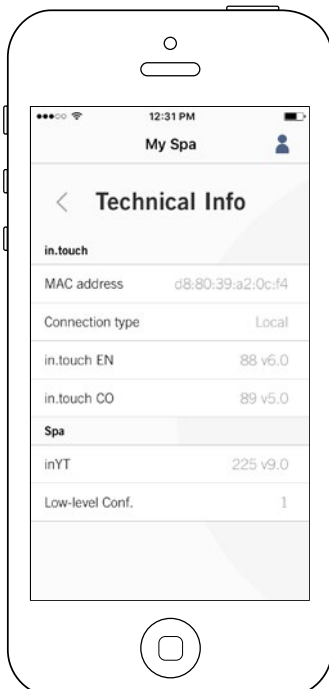 12:31 PM
My Spa
Technical Info
in.touch
MAC address d8:80:39:a2:0c:f4
Connection type Local
in.touch EN 88 v6.0
in.touch CO 89 v5.0
Spa
inYT 225 v9.0
Low-level Conf. 1